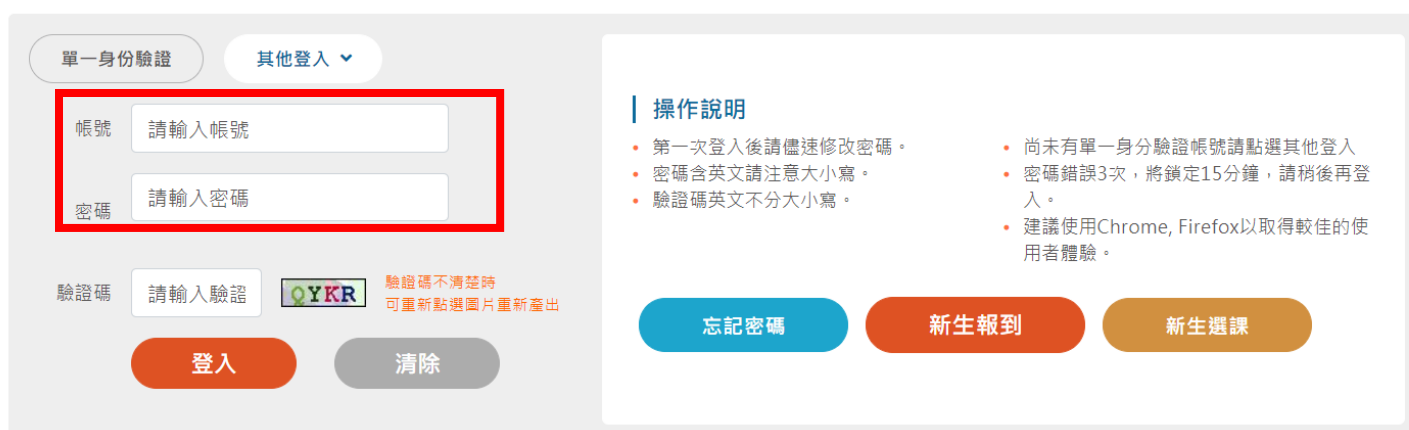 單一身份驗證
其他登入
帳號
請輸入帳號
密碼
請輸入密碼
驗證碼
請輸入驗證
QYKR
驗證碼不清楚時
可重新點選圖片重新產出
登入
清除
操作說明
第一次登入後請儘速修改密碼。
密碼含英文請注意大小寫。
驗證碼英文不分大小寫。
尚未有單一身分驗證帳號請點選其他登入
密碼錯誤3次，將鎖定15分鐘，請稍後再登
入。
建議使用Chrome, Firefox以取得較佳的使
用者體驗。
忘記密碼
新生報到
新生選課